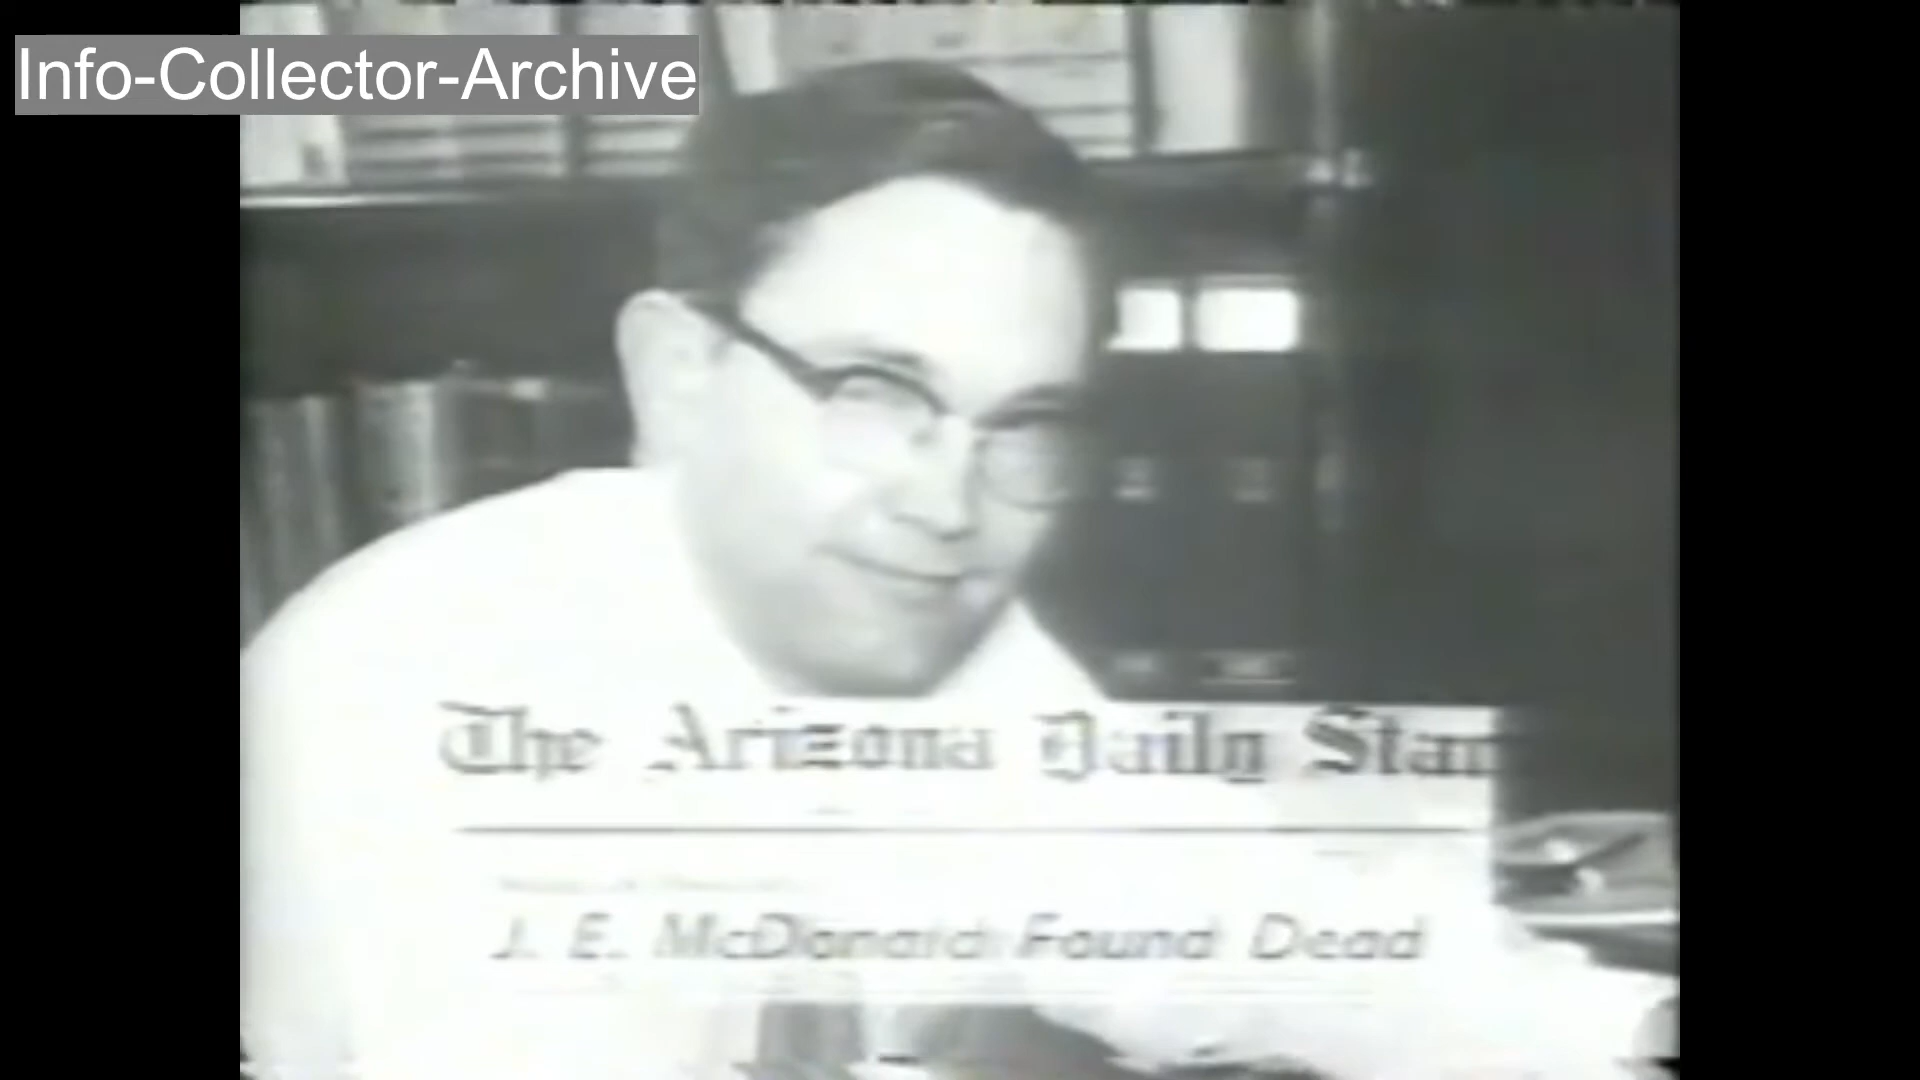 Info-Collector-Archive
The Arizona Daily Star
J. E. McDonald Found Dead